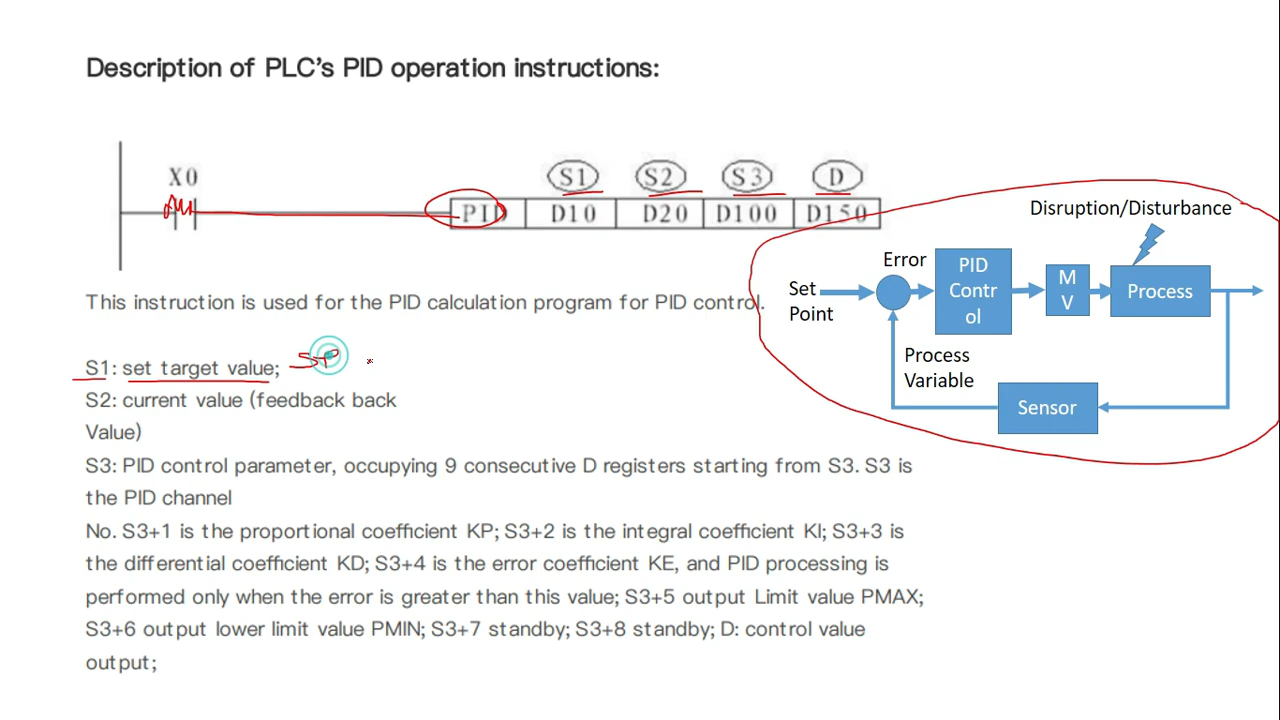 Description of PLC's PID operation instructions:
X0
S1 S2 S3 D
PID D10 D20 D100 D150
Disruption/Disturbance
Error
Set
Point
PID
Contr
ol
M
V
Process
Process
Variable
Sensor
This instruction is used for the PID calculation program for PID control.
S1: set target value;
S2: current value (feedback back
Value)
S3: PID control parameter, occupying 9 consecutive D registers starting from S3. S3 is
the PID channel
No. S3+1 is the proportional coefficient KP; S3+2 is the integral coefficient KI; S3+3 is
the differential coefficient KD; S3+4 is the error coefficient KE, and PID processing is
performed only when the error is greater than this value; S3+5 output Limit value PMAX;
S3+6 output lower limit value PMIN; S3+7 standby; S3+8 standby; D: control value
output;